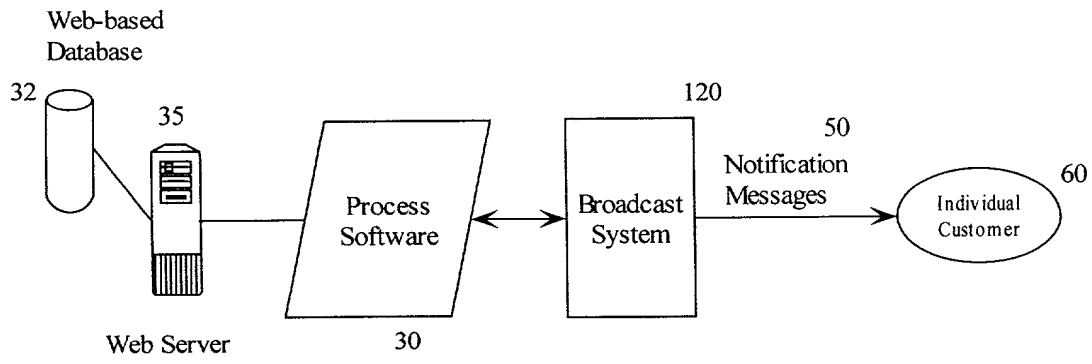 Web-based
Database
32
35
120
50
Notification
Messages
60
Process
Software
Broadcast
System
Individual
Customer
Web Server
30